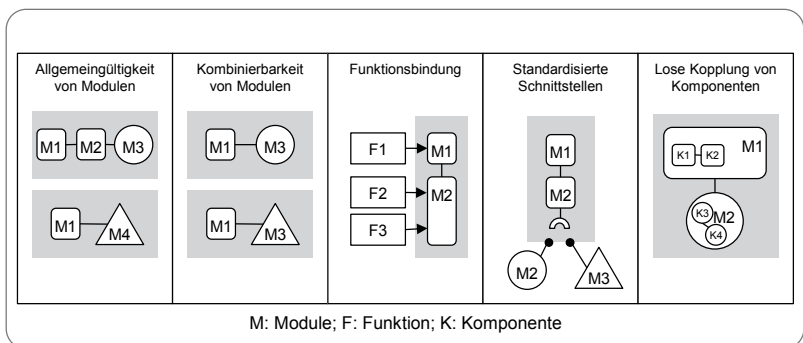 Allgemeingültigkeit
von Modulen
Kombinierbarkeit
von Modulen
Funktionsbindung
Standardisierte
Schnittstellen
Lose Kopplung von
Komponenten
M1 M2 M3
M1 M4
M1 M3
M1 M3
F1 M1
F2 M2
F3
M1
M2
M2 M3
K1 K2 M1
K3 M2
K4
M: Module; F: Funktion; K: Komponente